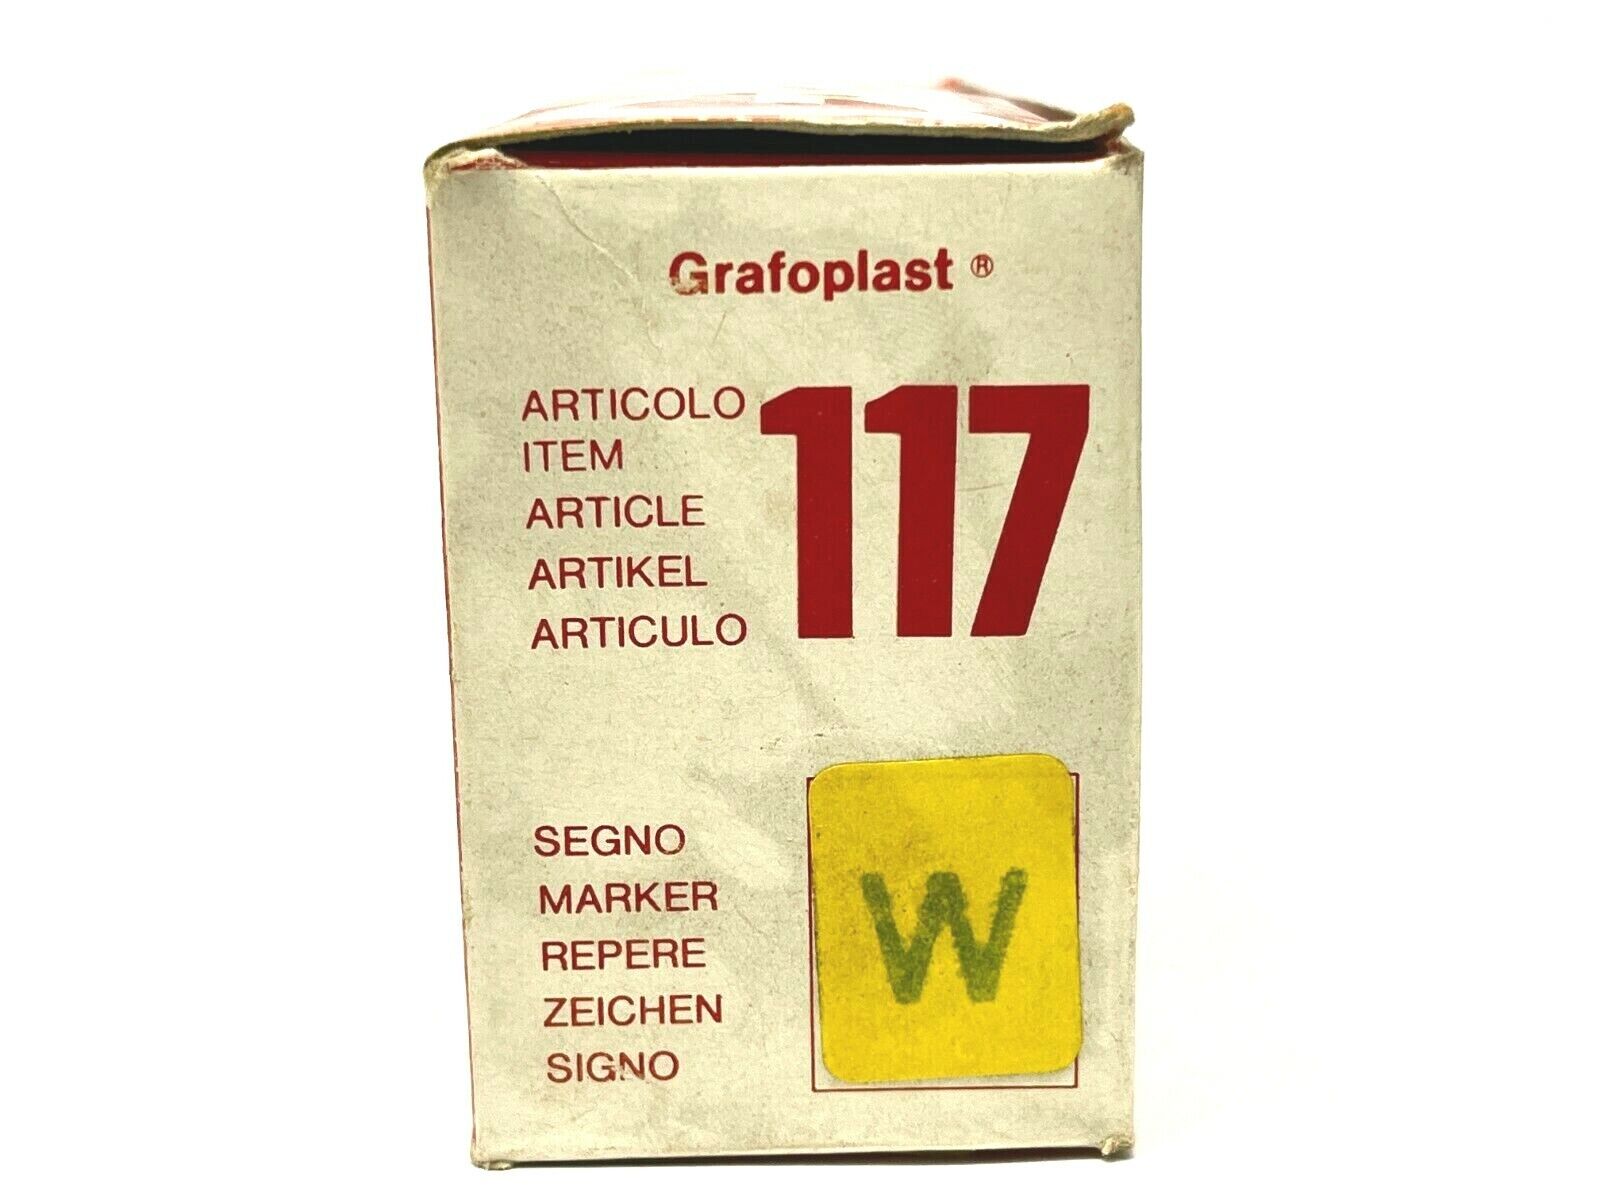 Grafoplast ®
ARTICOLO
ITEM
ARTICLE
ARTIKEL
ARTICULO
117
SEGNO
MARKER
REPERE
ZEICHEN
SIGNO
W